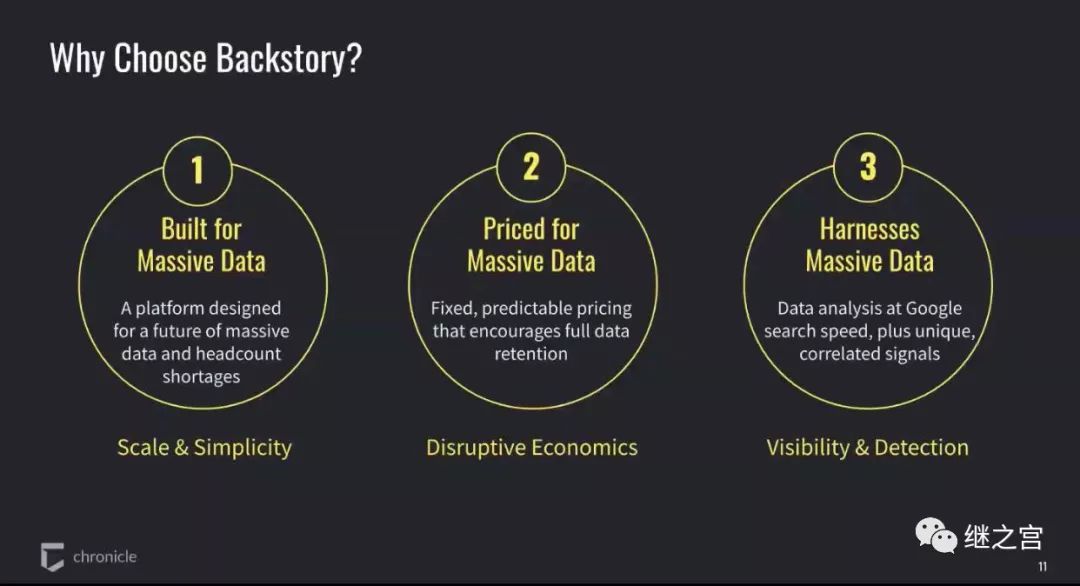 Why Choose Backstory?
1
Built for
Massive Data
A platform designed
for a future of massive
data and headcount
shortages
Scale & Simplicity
2
Priced for
Massive Data
Fixed, predictable pricing
that encourages full data
retention
Disruptive Economics
3
Harnesses
Massive Data
Data analysis at Google
search speed, plus unique,
correlated signals
Visibility & Detection
chronicle
继之宫
11